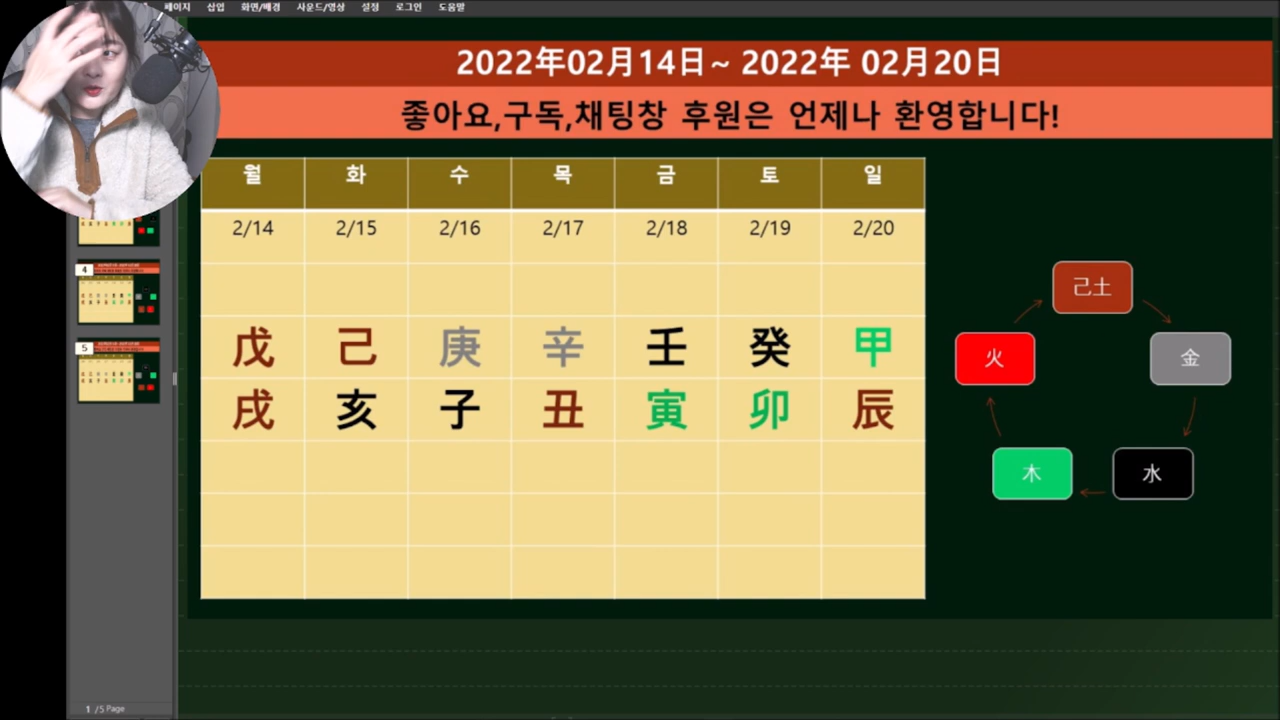 페이지 삽입 화면/배경 사운드/영상 설정 로그인 도움말
2022年02月14日~ 2022年 02月20日
좋아요,구독,채팅창 후원은 언제나 환영합니다!
월 화 수 목 금 토 일
2/14 2/15 2/16 2/17 2/18 2/19 2/20
戊 己 庚 辛 壬 癸 甲
戌 亥 子 丑 寅 卯 辰
己土
火 金
木 水
4
5
1 /5 Page